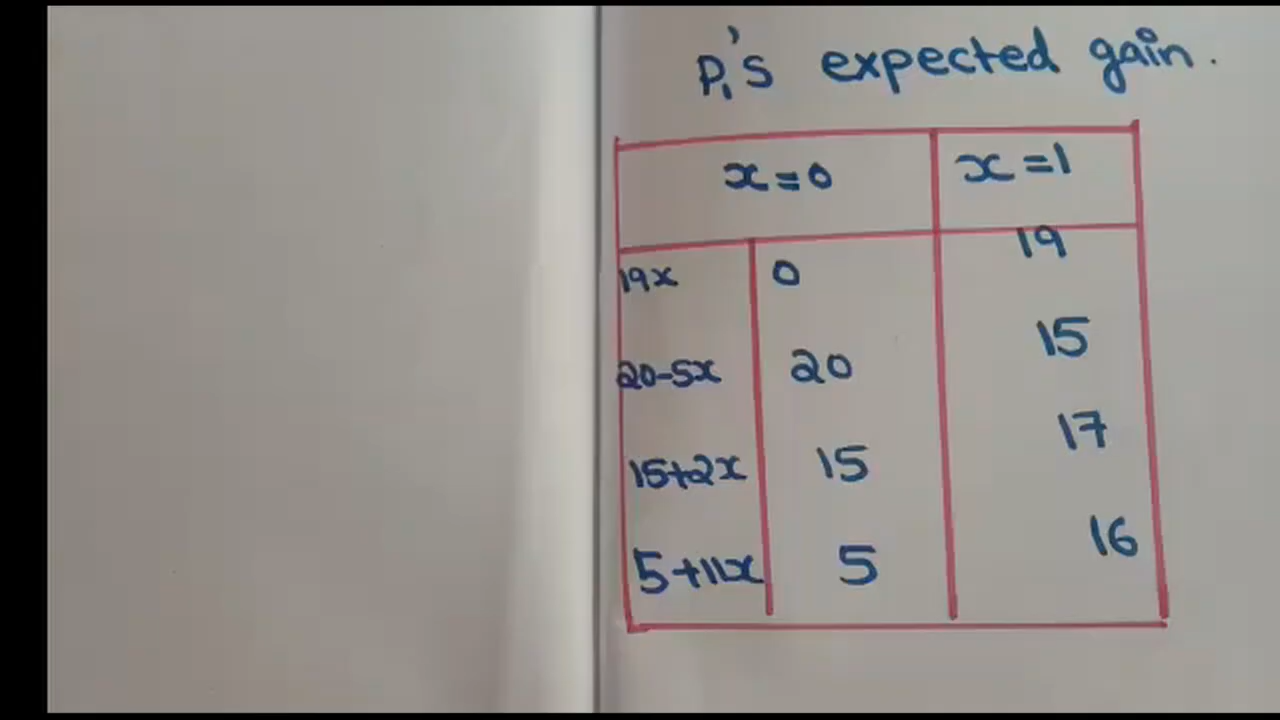 P₁'s expected gain.
x=0 x=1
19x 0 19
20-5x 20 15
15+2x 15 17
5+11x 5 16